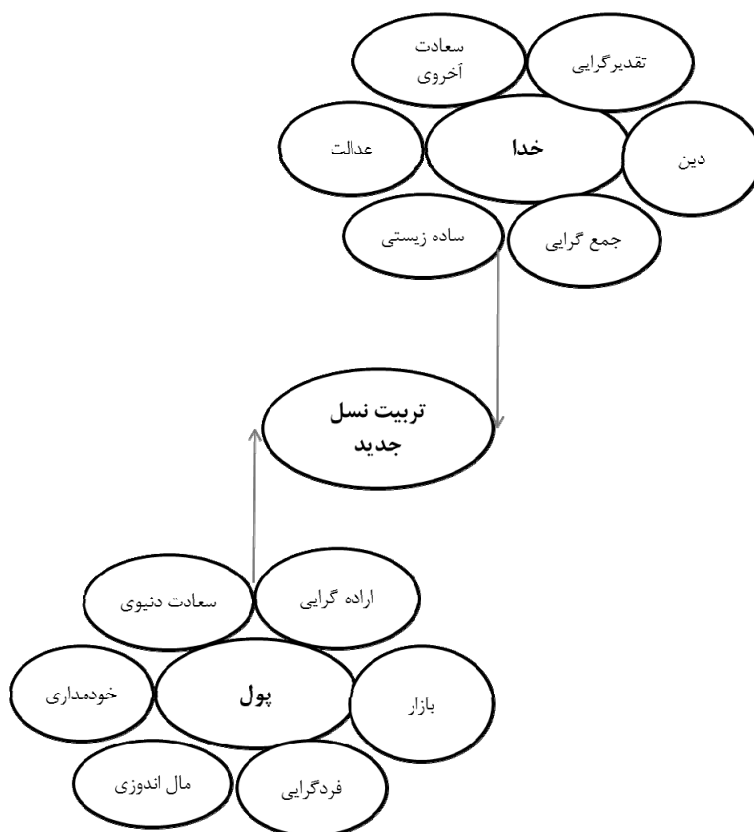 سعادت
آخروی
تقدیرگرایی
عدالت
خدا
دین
ساده زیستی
جمع گرایی
تربیت نسل
جدید
سعادت دنیوی
اراده گرایی
خودمداری
پول
بازار
مال اندوزی
فردگرایی